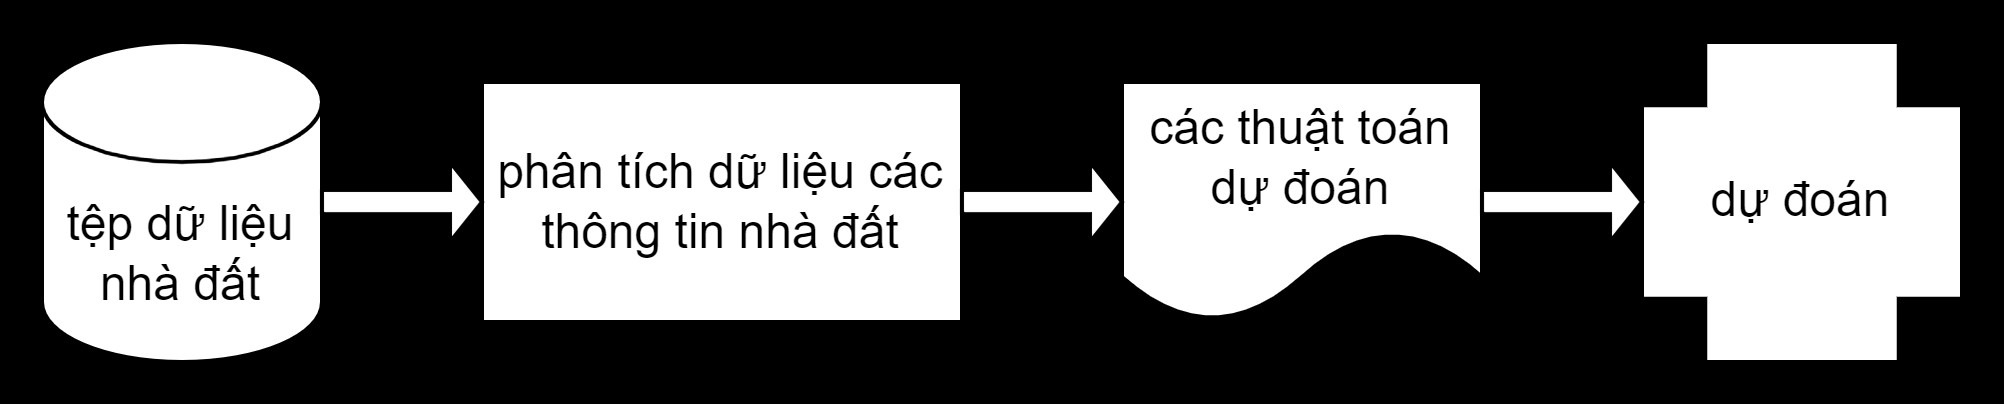 tệp dữ liệu
nhà đất
phân tích dữ liệu các
thông tin nhà đất
các thuật toán
dự đoán
dự đoán